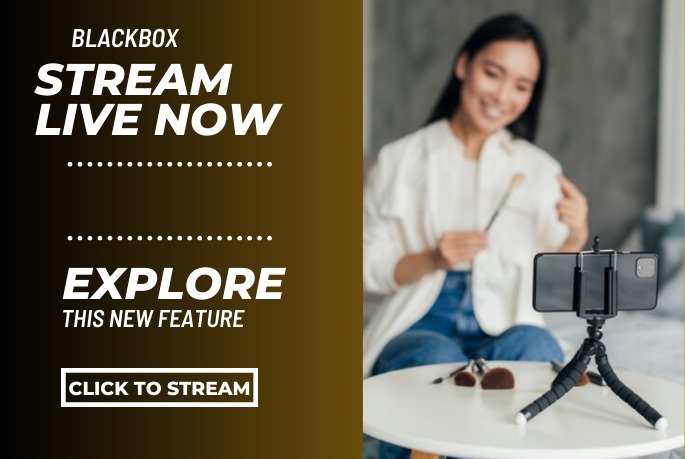 BLACKBOX
STREAM
LIVE NOW
EXPLORE
THIS NEW FEATURE
CLICK TO STREAM